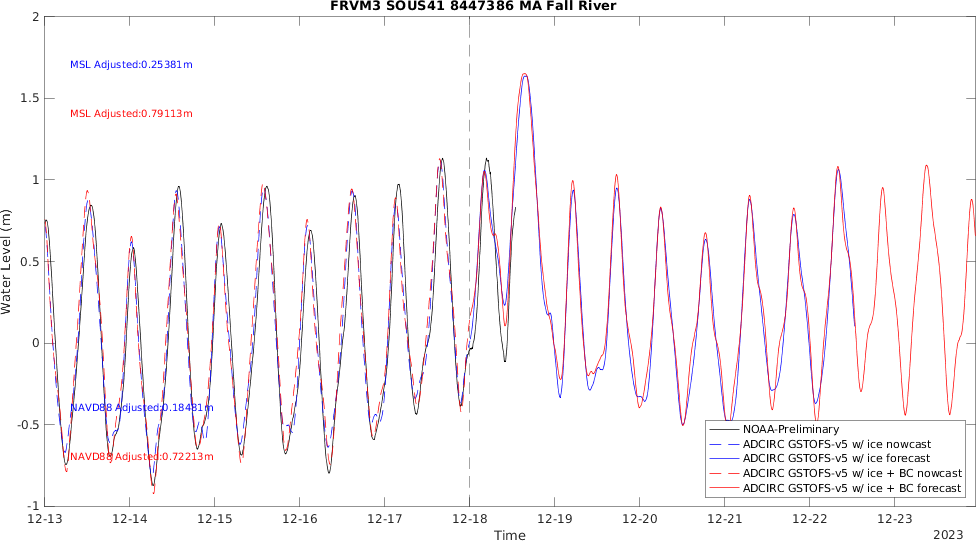 FRVM3 SOUS41 8447386 MA Fall River
2
1.5
1
0.5
0
-0.5
-1
Water Level (m)
MSL Adjusted:0.25381m
MSL Adjusted:0.79113m
NAVD88 Adjusted:0.18481m
NAVD88 Adjusted:0.72213m
NOAA-Preliminary
ADCIRC GSTOFS-v5 w/ ice nowcast
ADCIRC GSTOFS-v5 w/ ice forecast
ADCIRC GSTOFS-v5 w/ ice + BC nowcast
ADCIRC GSTOFS-v5 w/ ice + BC forecast
12-13 12-14 12-15 12-16 12-17 12-18 12-19 12-20 12-21 12-22 12-23
Time
2023